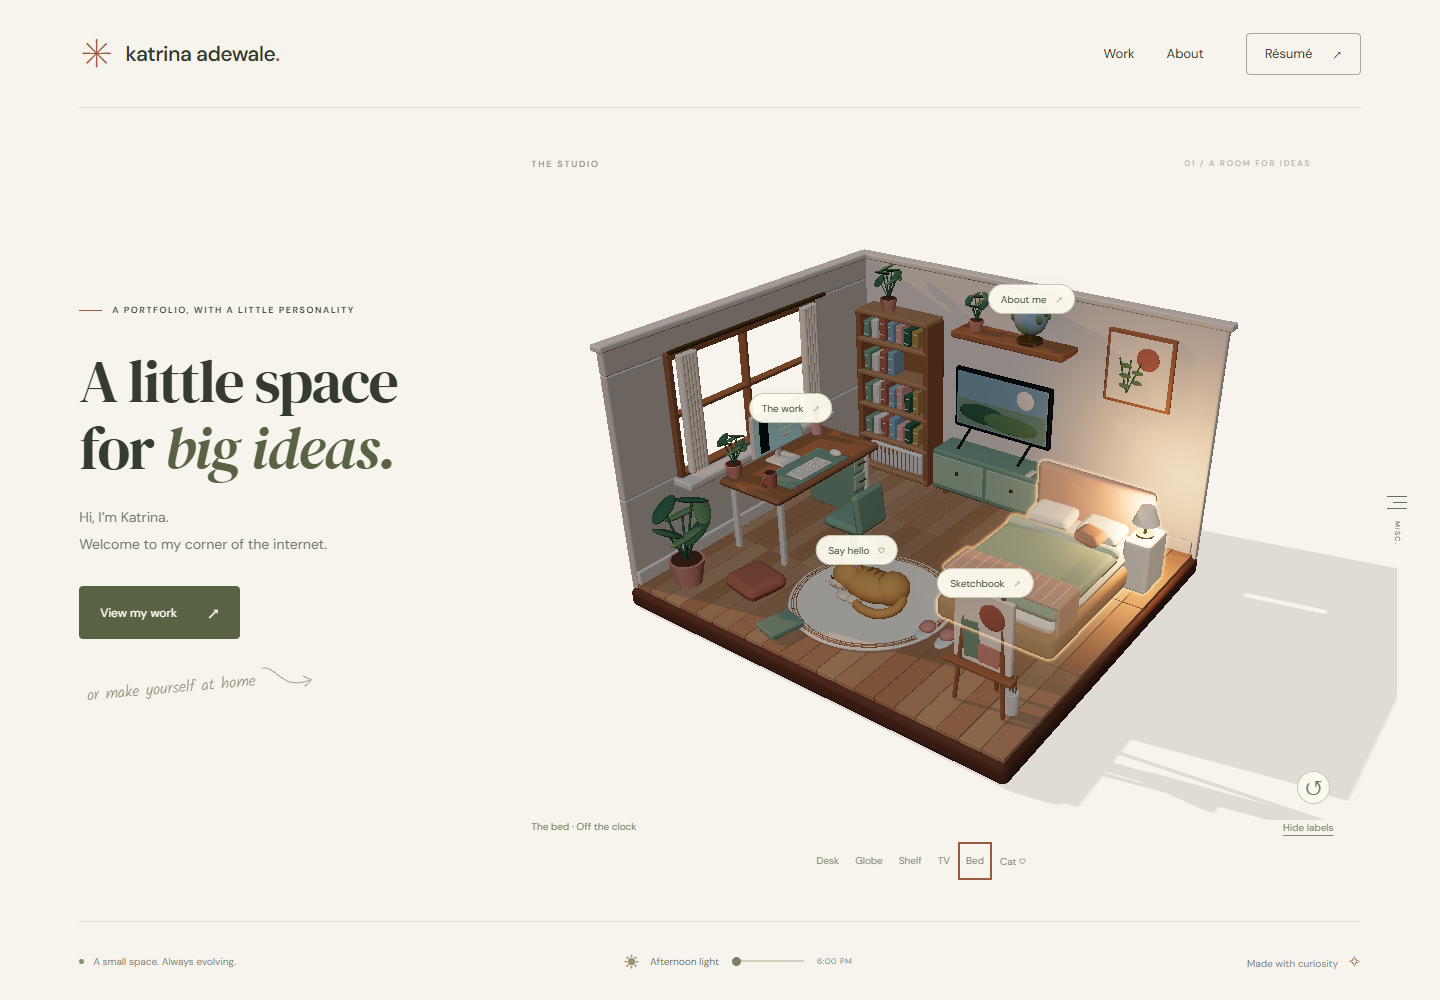 katrina adewale.
Work
About
Résumé ↗
THE STUDIO
01 / A ROOM FOR IDEAS
A PORTFOLIO, WITH A LITTLE PERSONALITY
A little space
for big ideas.
Hi, I’m Katrina.
Welcome to my corner of the internet.
View my work ↗
or make yourself at home
About me ↗
The work ↗
Say hello ♡
Sketchbook ↗
MISC.
The bed · Off the clock
Hide labels
Desk
Globe
Shelf
TV
Bed
Cat ♡
A small space. Always evolving.
Afternoon light
6:00 PM
Made with curiosity